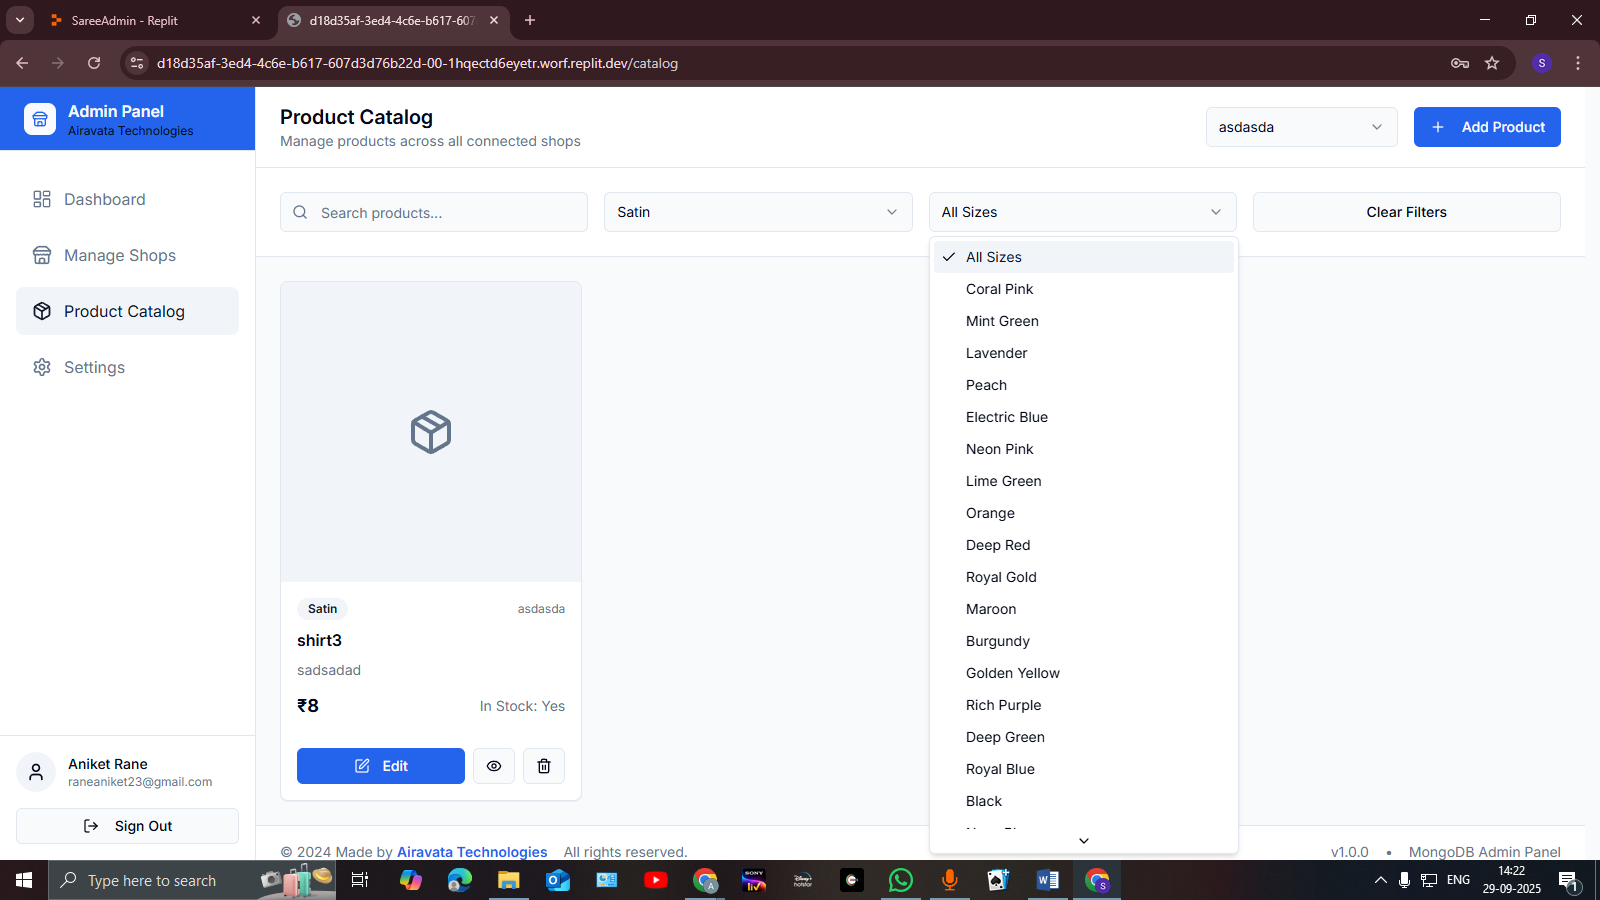 SareeAdmin - Replit
d18d35af-3ed4-4c6e-b617-607
d18d35af-3ed4-4c6e-b617-607d3d76b22d-00-1hqectd6eyetr.worf.replit.dev/catalog
S
Admin Panel
Airavata Technologies
Dashboard
Manage Shops
Product Catalog
Settings
Aniket Rane
raneaniket23@gmail.com
Sign Out
Product Catalog
Manage products across all connected shops
asdasda
Add Product
Search products...
Satin
All Sizes
Clear Filters
All Sizes
Coral Pink
Mint Green
Lavender
Peach
Electric Blue
Neon Pink
Lime Green
Orange
Deep Red
Royal Gold
Maroon
Burgundy
Golden Yellow
Rich Purple
Deep Green
Royal Blue
Black
Satin
asdasda
shirt3
sadsadad
₹8
In Stock: Yes
Edit
© 2024 Made by Airavata Technologies All rights reserved.
v1.0.0 • MongoDB Admin Panel
Type here to search
SONY
liv
ENG
14:22
29-09-2025
1